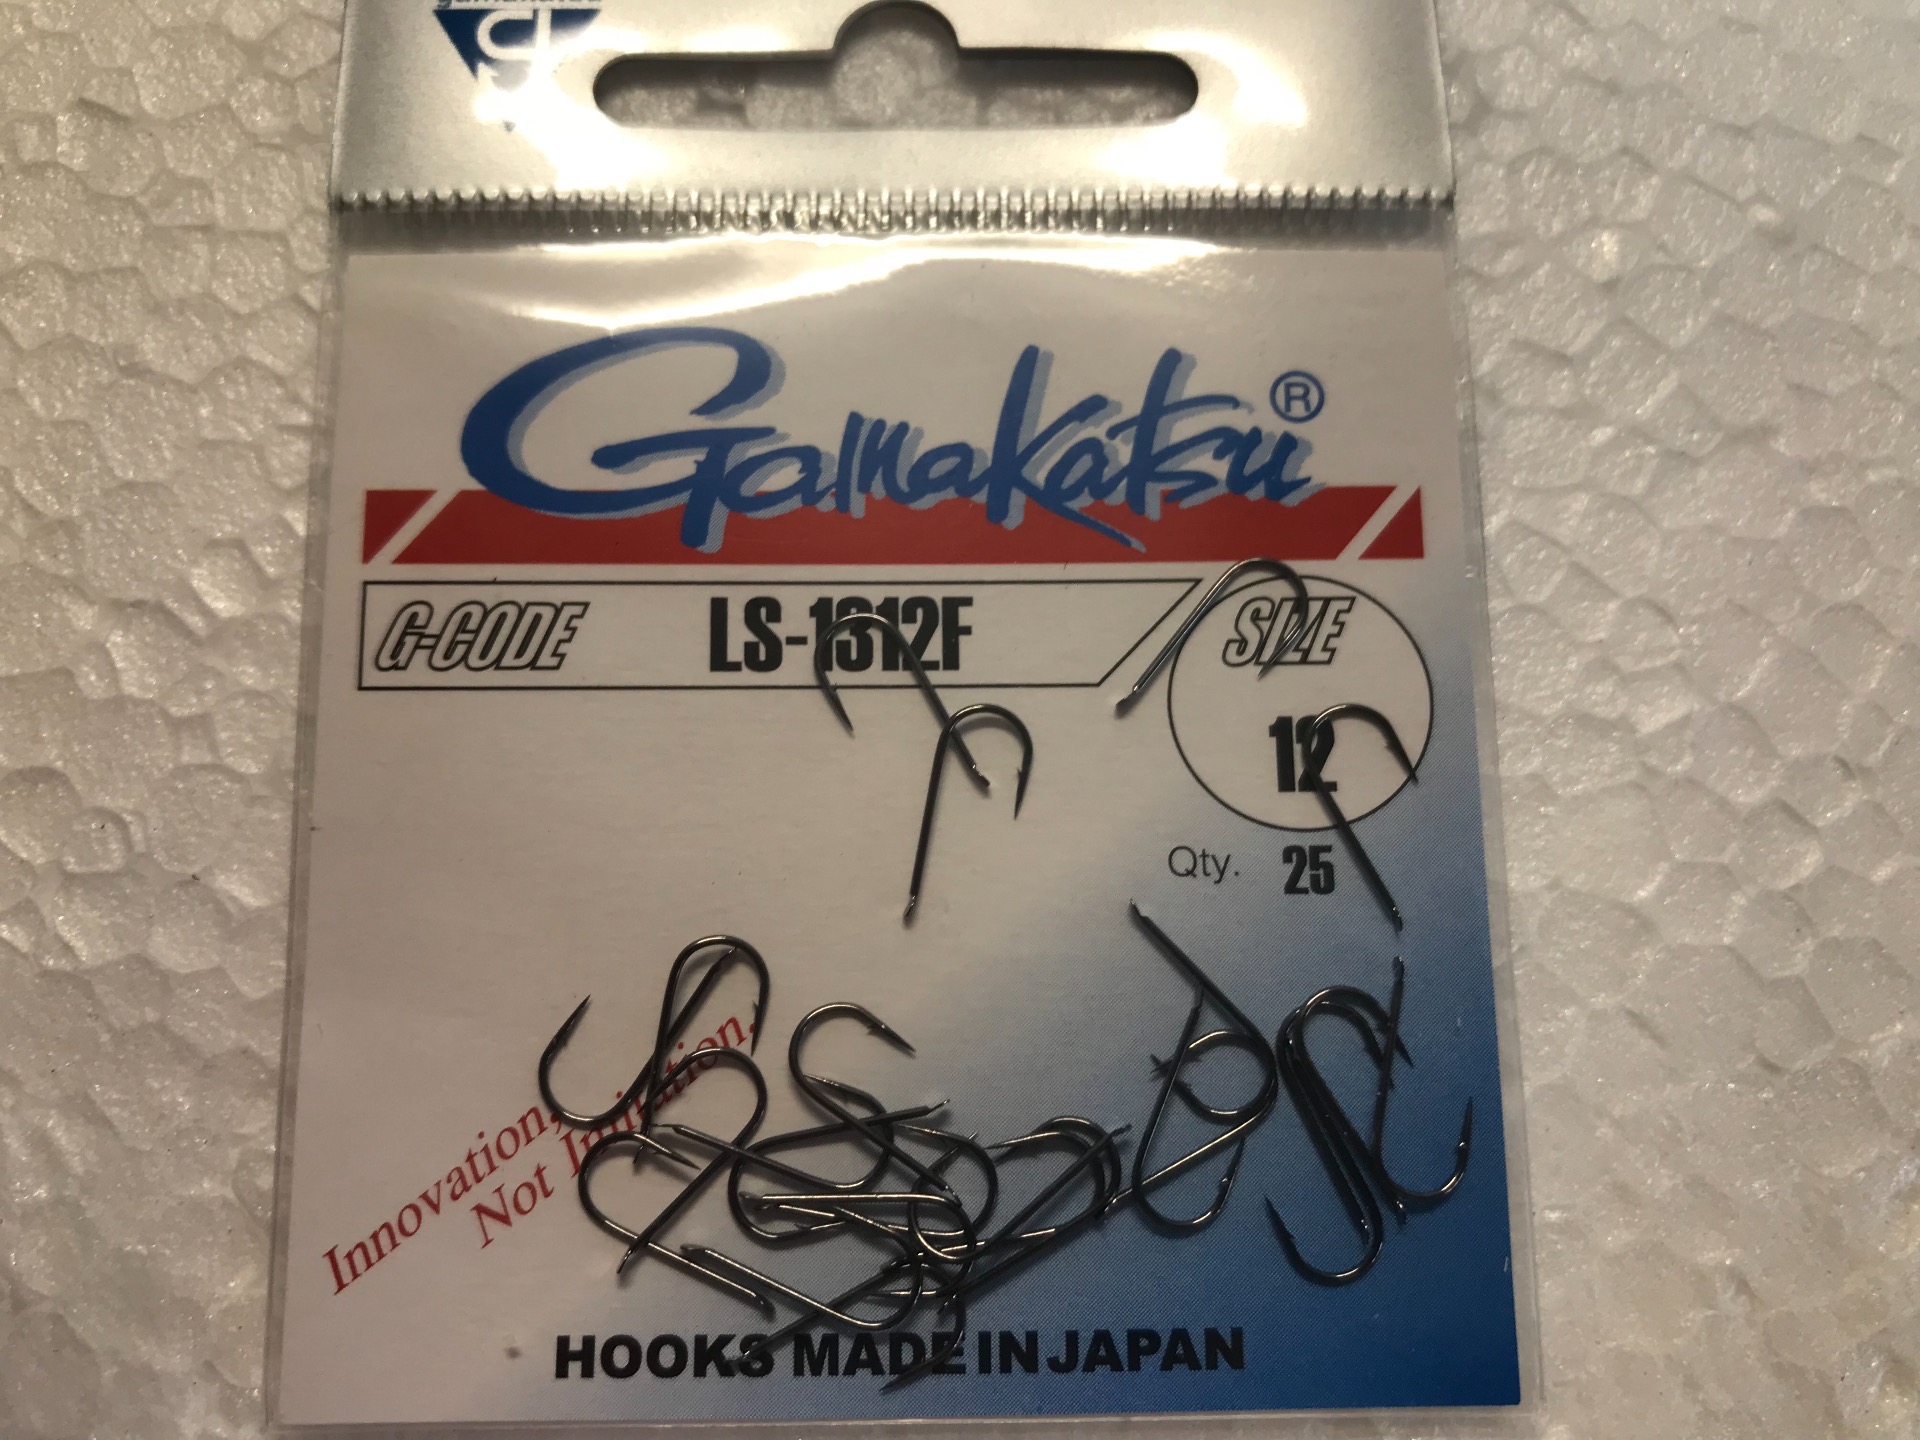 Gamakatsu ®
G-CODE LS-1312F SIZE
12
Qty. 25
Innovation,
Not Imitation.
HOOKS MADE IN JAPAN